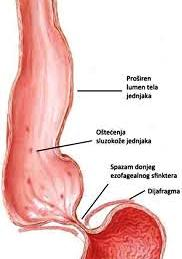 Proširen
lumen tela
jednjaka
Oštećenja
sluzokože jednjaka
Spazam donjeg
ezofagealnog sfinktera
Dijafragma